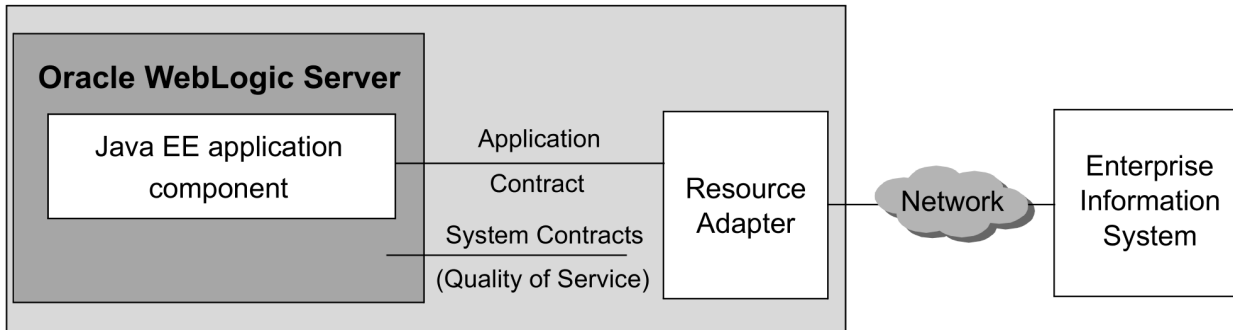 Oracle WebLogic Server
Java EE application
component
Application
Contract
System Contracts
(Quality of Service)
Resource
Adapter
Network
Enterprise
Information
System